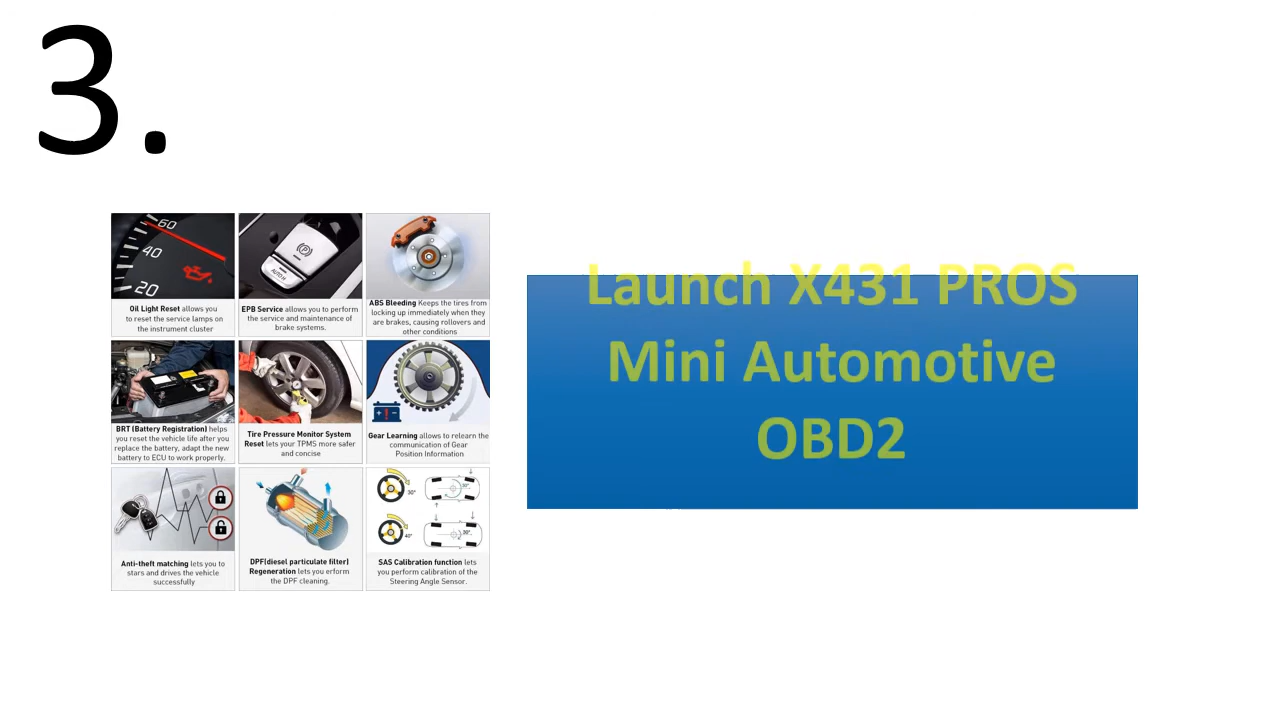 3.
60
40
20
Oil Light Reset allows you
to reset the service lamps on
the instrument cluster
(P)
AUTO H
EPB Service allows you to perform
the service and maintenance of
brake systems.
ABS Bleeding Keeps the tires from
locking up immediately when they
are brakes, causing rollovers and
other conditions
BRT (Battery Registration) helps
you reset the vehicle life after you
replace the battery, adapt the new
battery to ECU to work properly.
Tire Pressure Monitor System
Reset lets your TPMS more safer
and concise
Gear Learning allows to relearn the
communication of Gear
Position Information
Anti-theft matching lets you to
stars and drives the vehicle
successfully
DPF(diesel particulate filter)
Regeneration lets you erform
the DPF cleaning.
30°
40°
SAS Calibration function lets
you perform calibration of the
Steering Angle Sensor.
Launch X431 PROS
Mini Automotive
OBD2